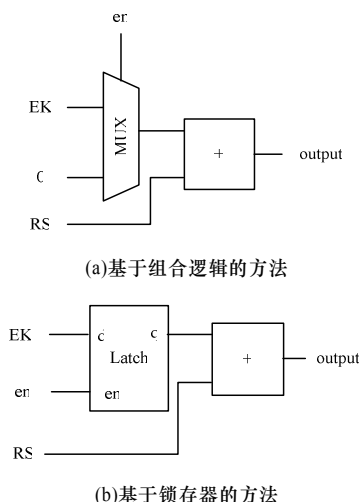 en
EK
MUX
0
+
output
RS
(a)基于组合逻辑的方法
EK
d
q
Latch
en
en
+
output
RS
(b)基于锁存器的方法